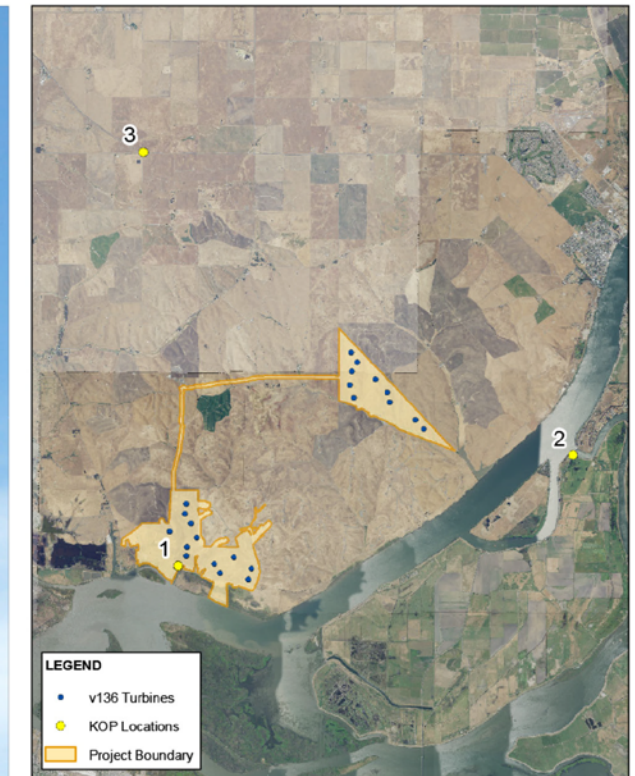 3
2
1
LEGEND
v136 Turbines
KOP Locations
Project Boundary